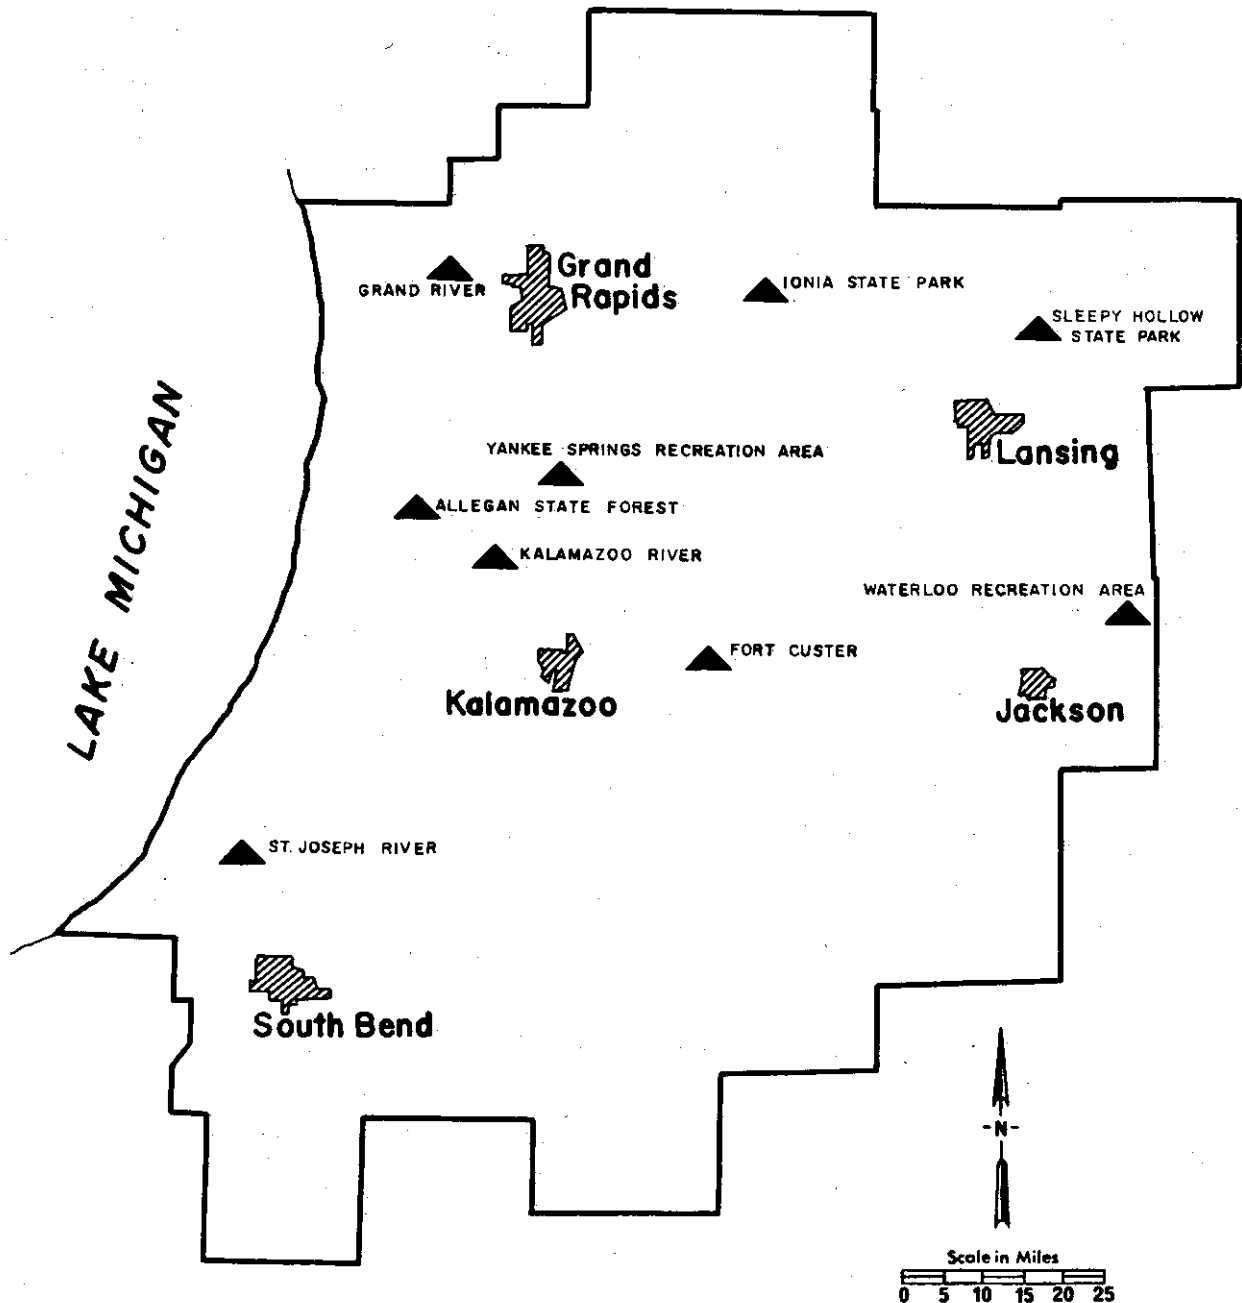 Grand
Rapids
GRAND RIVER
IONIA STATE PARK
SLEEPY HOLLOW
STATE PARK
LAKE MICHIGAN
Lansing
YANKEE SPRINGS RECREATION AREA
ALLEGAN STATE FOREST
KALAMAZOO RIVER
WATERLOO RECREATION AREA
FORT CUSTER
Kalamazoo
Jackson
ST. JOSEPH RIVER
South Bend
-N-
Scale in Miles
0 5 10 15 20 25